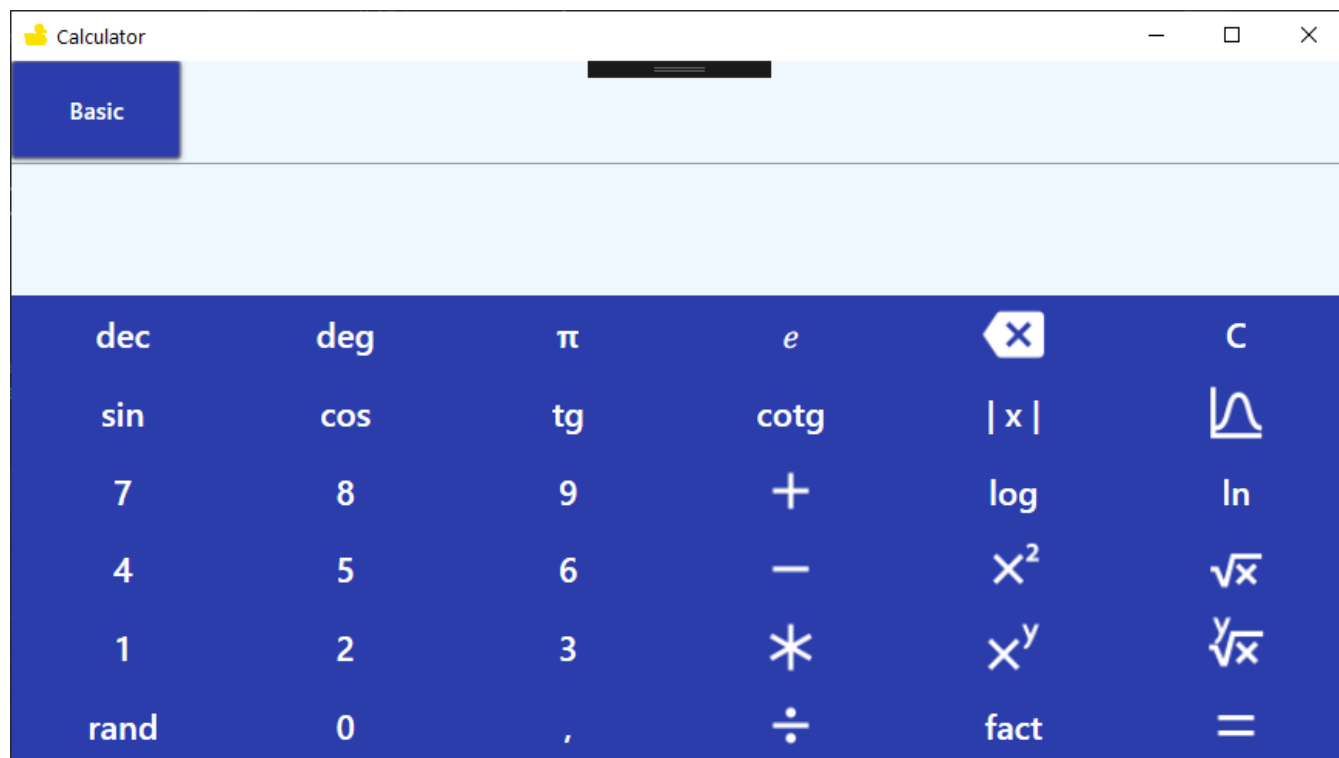 Calculator
Basic
dec deg π e C
sin cos tg cotg | x |
7 8 9 + log ln
4 5 6 − x² √x
1 2 3 * xʸ ʸ√x
rand 0 , ÷ fact =